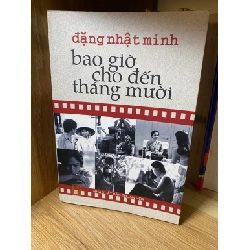 đặng nhật minh
bao giờ
cho đến
tháng mười